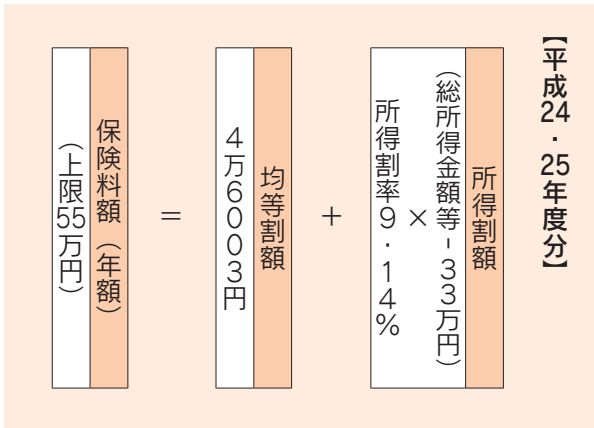 【平成24・25年度分】
所得割額
(総所得金額等-33万円)
×
所得割率9・14%
+
均等割額
4万6003円
=
保険料額(年額)
(上限55万円)